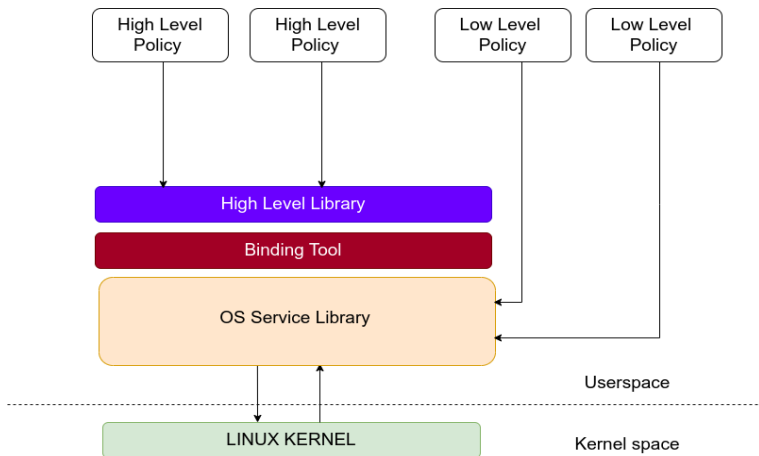 High Level
Policy
High Level
Policy
Low Level
Policy
Low Level
Policy
High Level Library
Binding Tool
OS Service Library
Userspace
LINUX KERNEL
Kernel space